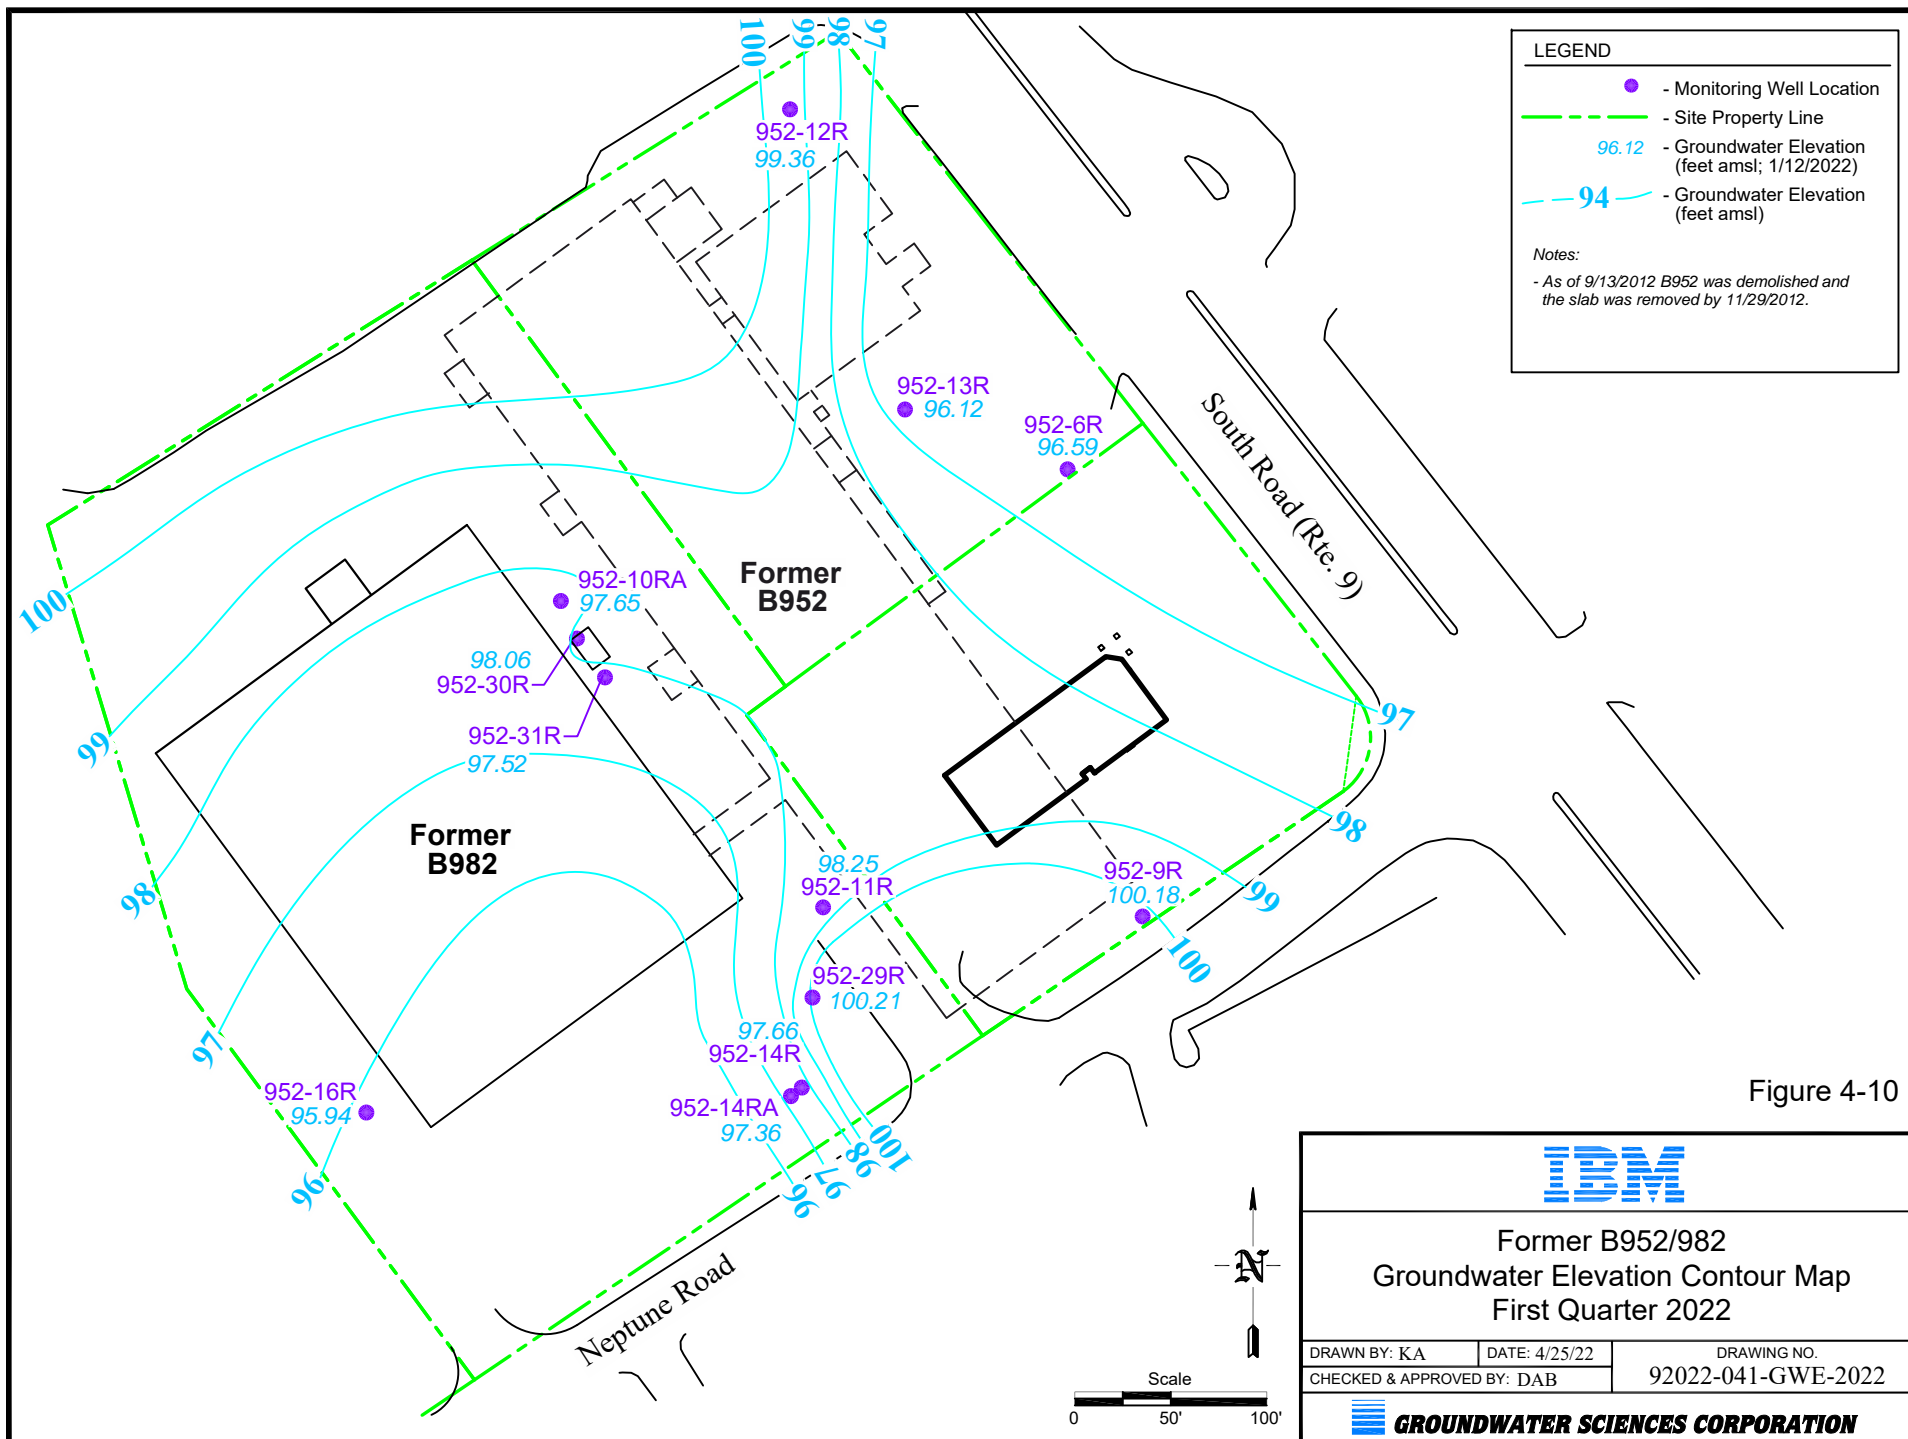 100
99
98
97
LEGEND
- Monitoring Well Location
- Site Property Line
96.12 - Groundwater Elevation
(feet amsl; 1/12/2022)
94 - Groundwater Elevation
(feet amsl)
Notes:
- As of 9/13/2012 B952 was demolished and
the slab was removed by 11/29/2012.
952-12R
99.36
952-13R
96.12
952-6R
96.59
South Road (Rte. 9)
952-10RA
97.65
Former
B952
100
98.06
952-30R
952-31R
97.52
99
97
Former
B982
98
98
98.25
952-11R
952-9R
100.18
99
100
952-29R
100.21
97
97.66
952-14R
952-16R
95.94
952-14RA
97.36
96
100
98
97
96
Neptune Road
Figure 4-10
N
Scale
0 50' 100'
IBM
Former B952/982
Groundwater Elevation Contour Map
First Quarter 2022
DRAWN BY: KA
DATE: 4/25/22
CHECKED & APPROVED BY: DAB
DRAWING NO.
92022-041-GWE-2022
GROUNDWATER SCIENCES CORPORATION